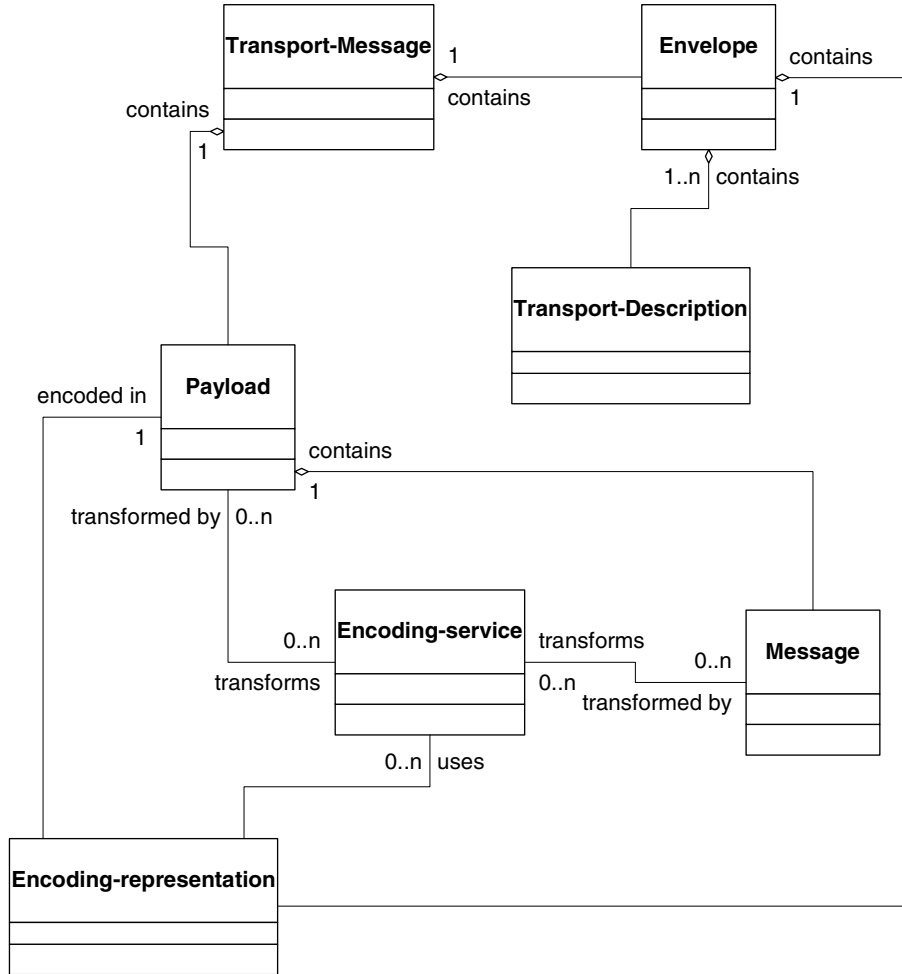 Transport-Message
1
contains
Envelope
contains
1
contains
1
1..n contains
Transport-Description
Payload
encoded in
1
contains
1
transformed by 0..n
Encoding-service
0..n
transforms
transforms
0..n
0..n
transformed by
Message
0..n uses
Encoding-representation